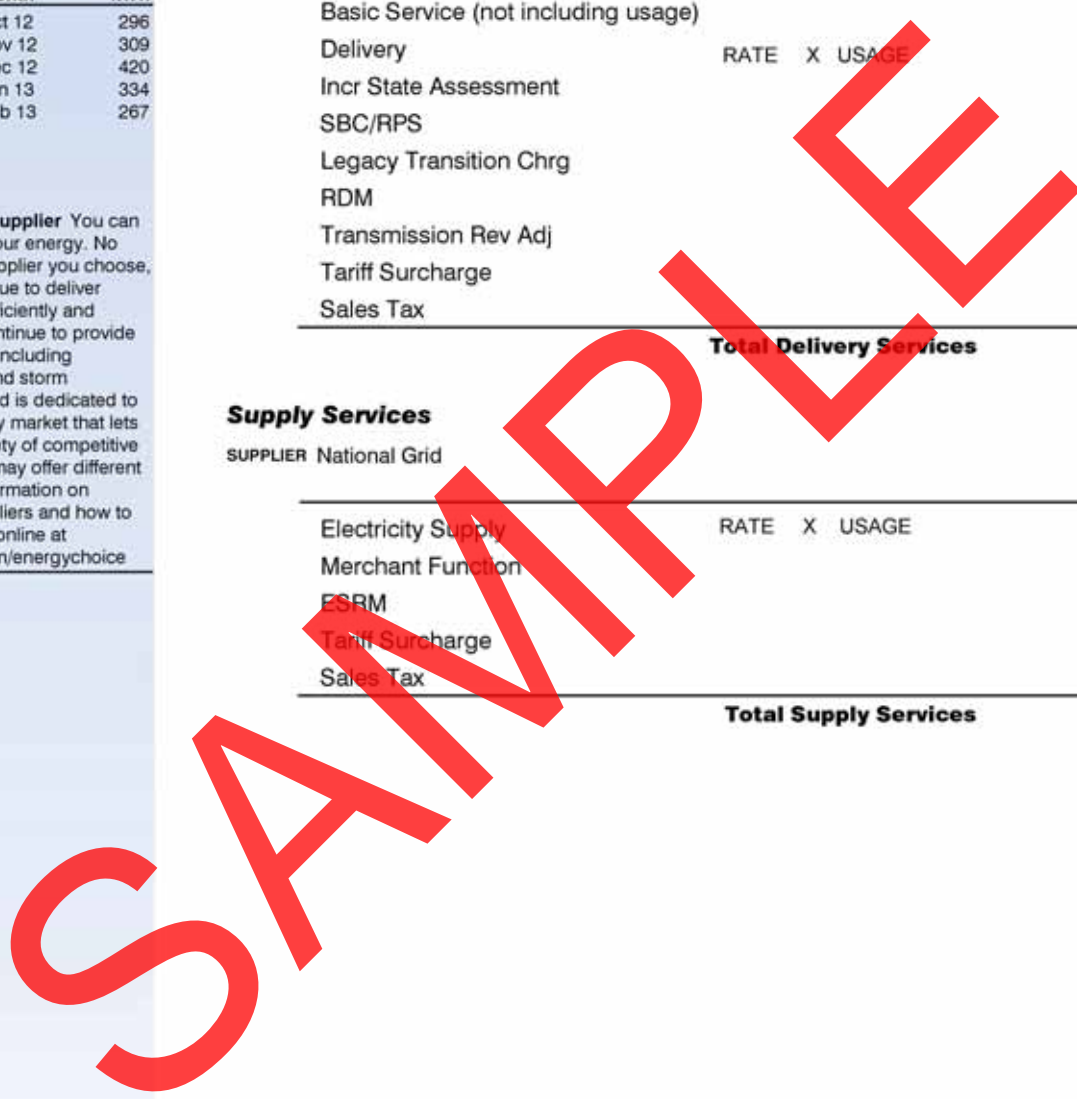 t 12 296
v 12 309
c 12 420
n 13 334
b 13 267
upplier You can
our energy. No
pplier you choose,
ue to deliver
iciently and
ntinue to provide
ncluding
nd storm
d is dedicated to
y market that lets
ty of competitive
may offer different
rmation on
liers and how to
online at
n/energychoice
Basic Service (not including usage)
Delivery RATE X USAGE
Incr State Assessment
SBC/RPS
Legacy Transition Chrg
RDM
Transmission Rev Adj
Tariff Surcharge
Sales Tax
Total Delivery Services
Supply Services
SUPPLIER National Grid
Electricity Supply RATE X USAGE
Merchant Function
ESRM
Tariff Surcharge
Sales Tax
Total Supply Services
SAMPLE